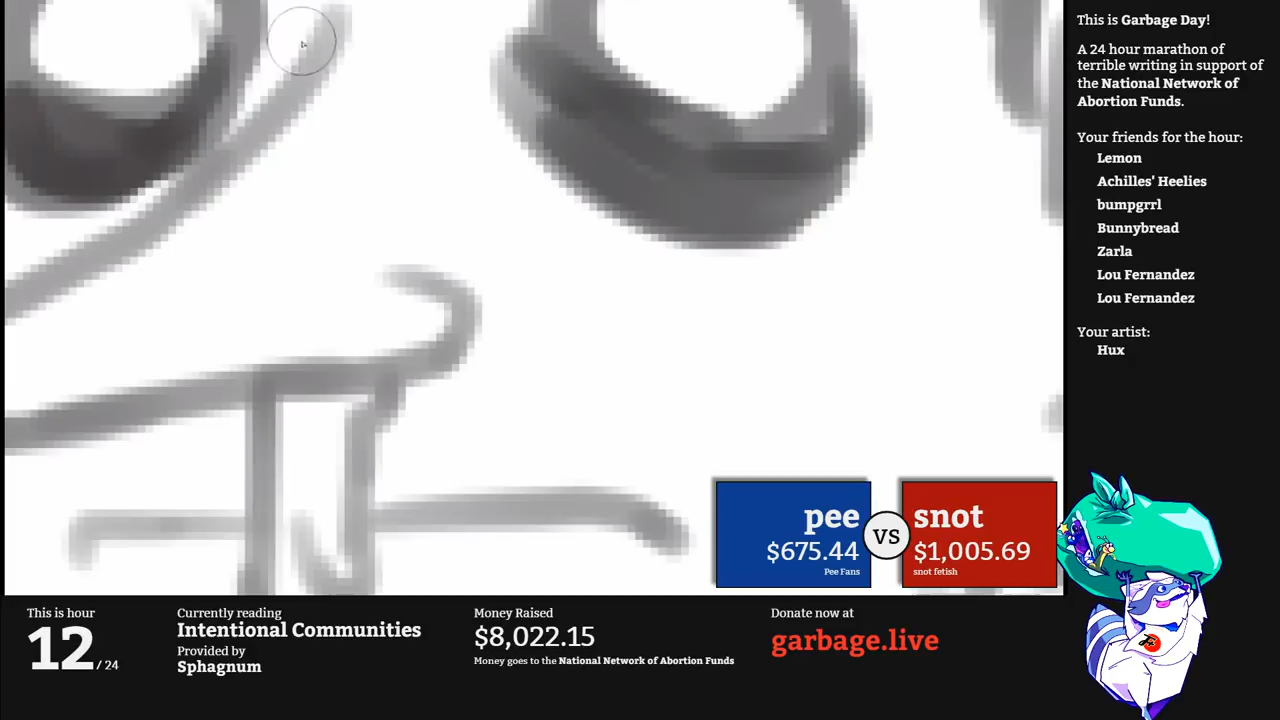 This is Garbage Day!
A 24 hour marathon of
terrible writing in support of
the National Network of
Abortion Funds.
Your friends for the hour:
Lemon
Achilles' Heelies
bumpgrrl
Bunnybread
Zarla
Lou Fernandez
Lou Fernandez
Your artist:
Hux
pee
$675.44
Pee Fans
VS
snot
$1,005.69
snot fetish
This is hour
12 / 24
Currently reading
Intentional Communities
Provided by
Sphagnum
Money Raised
$8,022.15
Money goes to the National Network of Abortion Funds
Donate now at
garbage.live